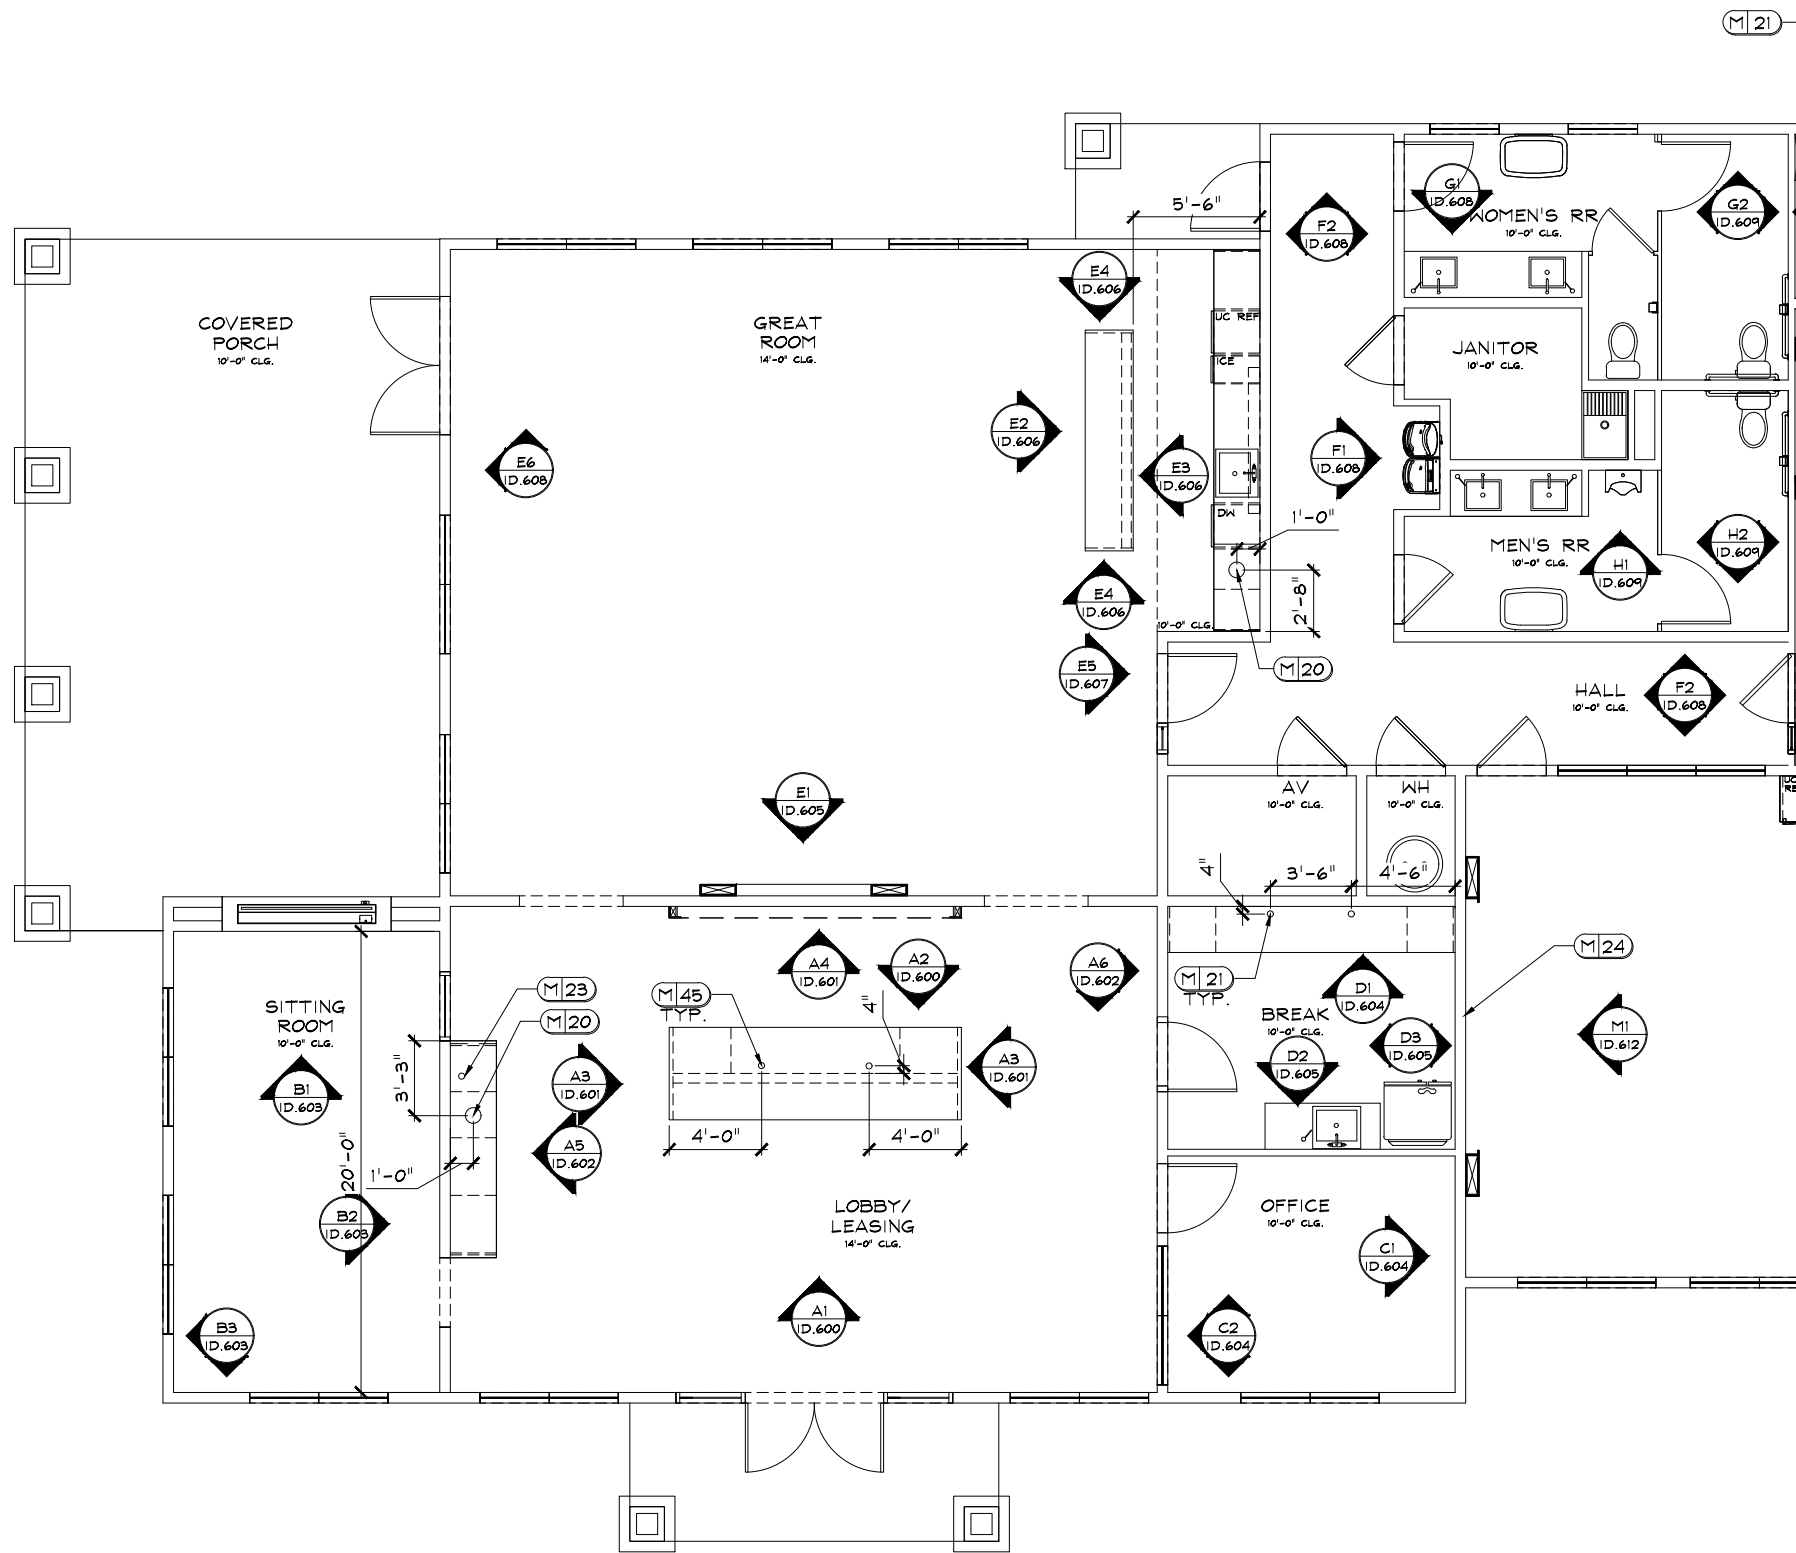 M 21
5'-6"
G1
ID.608
WOMEN'S RR
10'-0" CLG.
G2
ID.609
F2
ID.608
E4
ID.606
COVERED
PORCH
10'-0" CLG.
GREAT
ROOM
14'-0" CLG.
UC REF
ICE
JANITOR
10'-0" CLG.
E2
ID.606
E6
ID.608
E3
ID.606
F1
ID.608
DW
1'-0"
MEN'S RR
10'-0" CLG.
H1
ID.609
H2
ID.609
E4
ID.606
2'-8"
10'-0" CLG.
E5
ID.607
M 20
HALL
10'-0" CLG.
F2
ID.608
E1
ID.605
AV
10'-0" CLG.
WH
10'-0" CLG.
UC
RE
4"
3'-6"
4'-6"
A4
ID.601
A2
ID.600
A6
ID.602
M 21
TYP.
M 24
D1
ID.604
SITTING
ROOM
10'-0" CLG.
M 23
M 20
M 45
TYP.
4"
BREAK
10'-0" CLG.
D3
ID.605
D2
ID.605
M1
ID.612
3'-3"
B1
ID.603
A3
ID.601
A3
ID.601
4'-0"
4'-0"
A5
ID.602
20'-0"
1'-0"
B2
ID.603
LOBBY/
LEASING
14'-0" CLG.
OFFICE
10'-0" CLG.
C1
ID.604
B3
ID.603
A1
ID.600
C2
ID.604